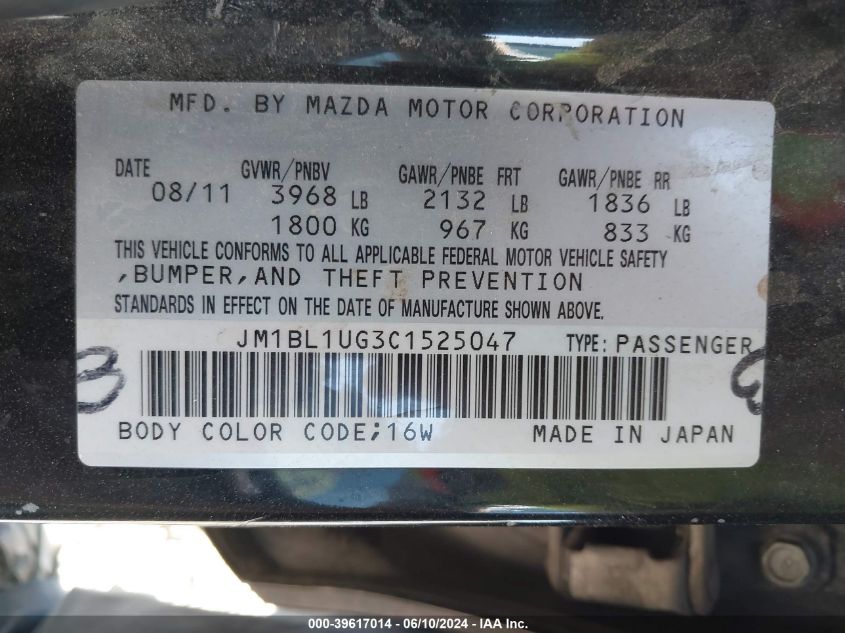 MFD. BY MAZDA MOTOR CORPORATION
DATE GVWR/PNBV GAWR/PNBE FRT GAWR/PNBE RR
08/11 3968 LB 2132 LB 1836 LB
1800 KG 967 KG 833 KG
THIS VEHICLE CONFORMS TO ALL APPLICABLE FEDERAL MOTOR VEHICLE SAFETY
,BUMPER,AND THEFT PREVENTION
STANDARDS IN EFFECT ON THE DATE OF MANUFACTURE SHOWN ABOVE.
JM1BL1UG3C1525047 TYPE: PASSENGER
BODY COLOR CODE;16W MADE IN JAPAN
000-39617014 - 06/10/2024 - IAA Inc.